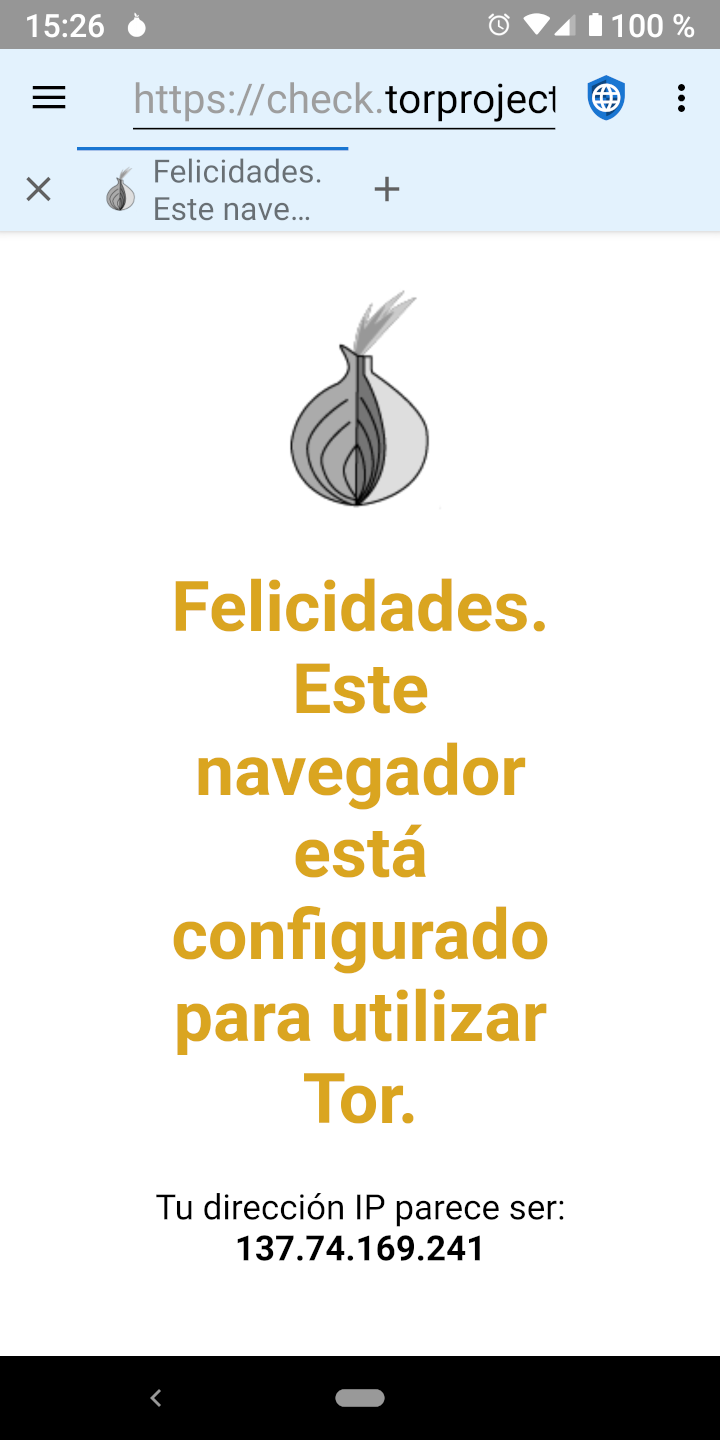 15:26
100 %
https://check.torproject
Felicidades.
Este nave...
Felicidades.
Este
navegador
está
configurado
para utilizar
Tor.
Tu dirección IP parece ser:
137.74.169.241